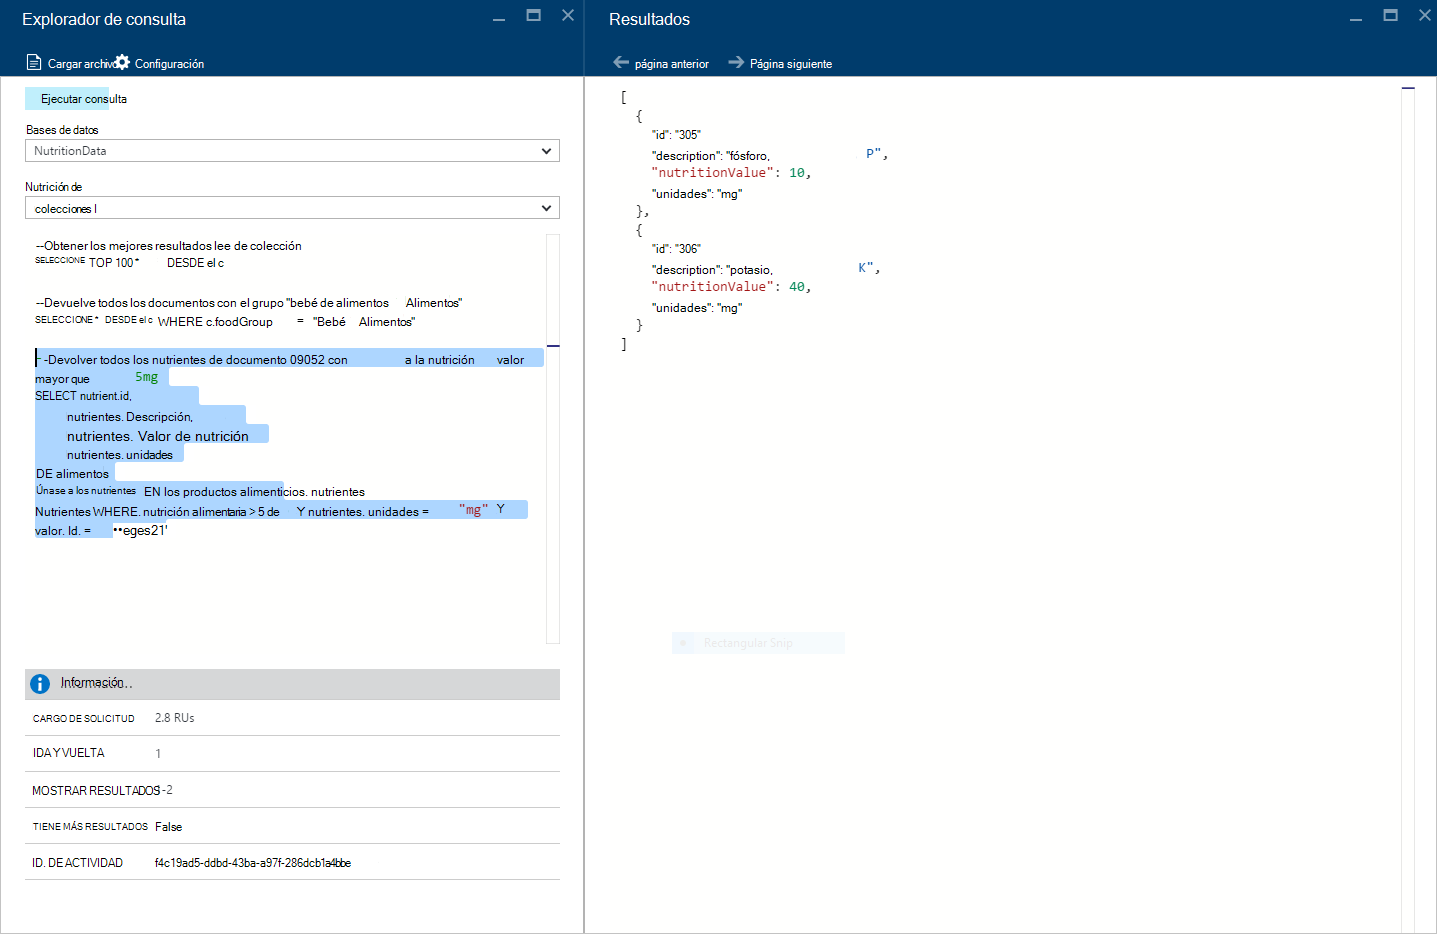 Explorador de consulta
Cargar archivo Configuración
Ejecutar consulta
Bases de datos
NutritionData
Nutrición de
colecciones I
--Obtener los mejores resultados lee de colección
SELECCIONE TOP 100 * DESDE el c
--Devuelve todos los documentos con el grupo "bebé de alimentos Alimentos"
SELECCIONE * DESDE el c WHERE c.foodGroup = "Bebé Alimentos"
--Devolver todos los nutrientes de documento 09052 con a la nutrición valor
mayor que 5mg
SELECT nutrient.id,
nutrientes. Descripción,
nutrientes. Valor de nutrición
nutrientes. unidades
DE alimentos
Únase a los nutrientes EN los productos alimenticios. nutrientes
Nutrientes WHERE. nutrición alimentaria > 5 de Y nutrientes. unidades = "mg" Y
valor. Id. = ••eges21'
Información
CARGO DE SOLICITUD 2.8 RUs
IDA Y VUELTA 1
MOSTRAR RESULTADOS -2
TIENE MÁS RESULTADOS False
ID. DE ACTIVIDAD f4c19ad5-ddbd-43ba-a97f-286dcb1a4bbe
Resultados
página anterior Página siguiente
[
{
"id": "305"
"description": "fósforo, P",
"nutritionValue": 10,
"unidades": "mg"
},
{
"id": "306"
"description": "potasio, K",
"nutritionValue": 40,
"unidades": "mg"
}
]
Rectangular Snip